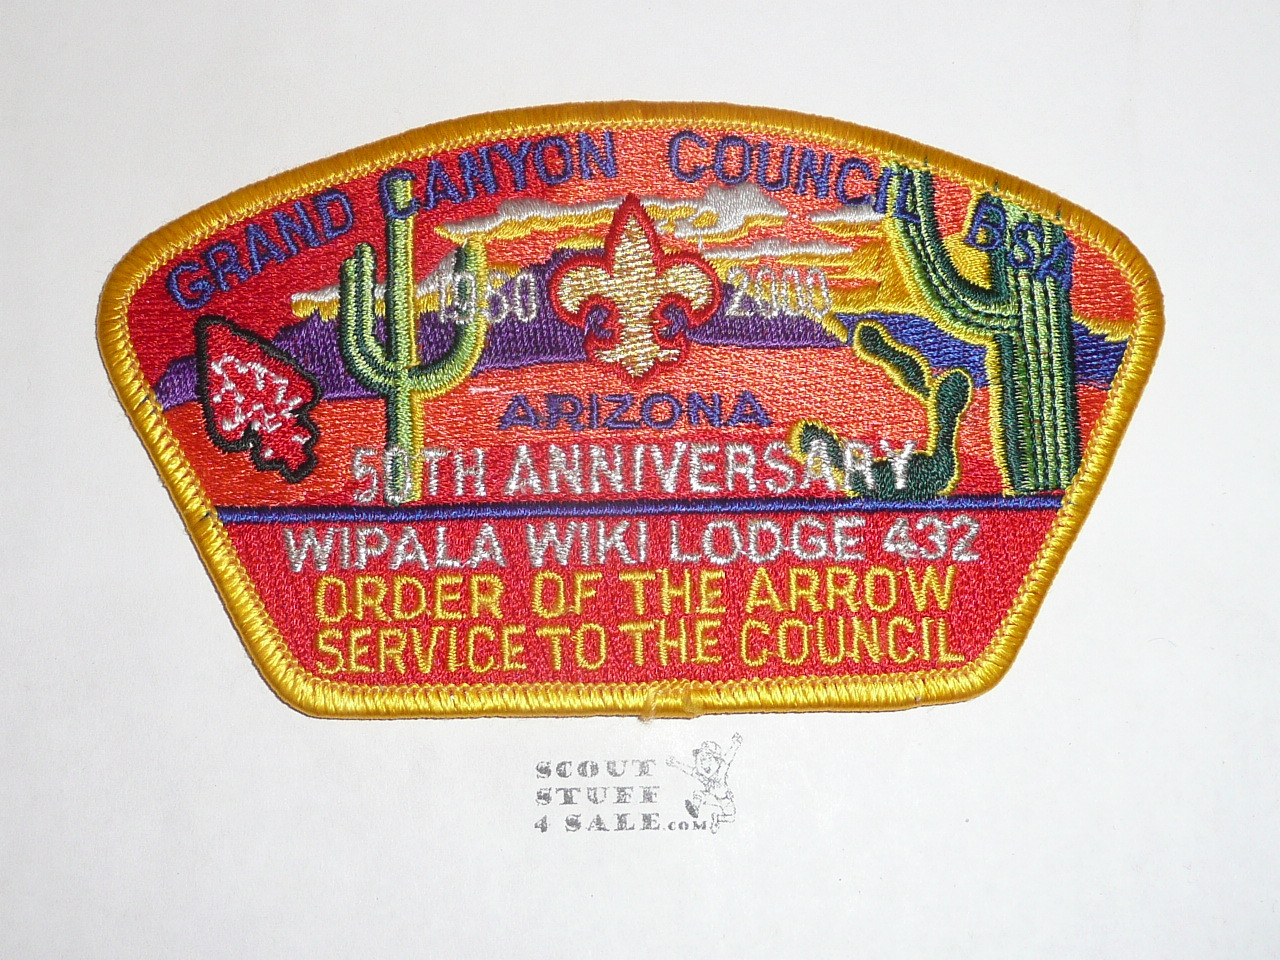 GRAND CANYON COUNCIL BSA
1950 2000
ARIZONA
50TH ANNIVERSARY
WIPALA WIKI LODGE 432
ORDER OF THE ARROW
SERVICE TO THE COUNCIL
SCOUT
STUFF
4 SALE.COM